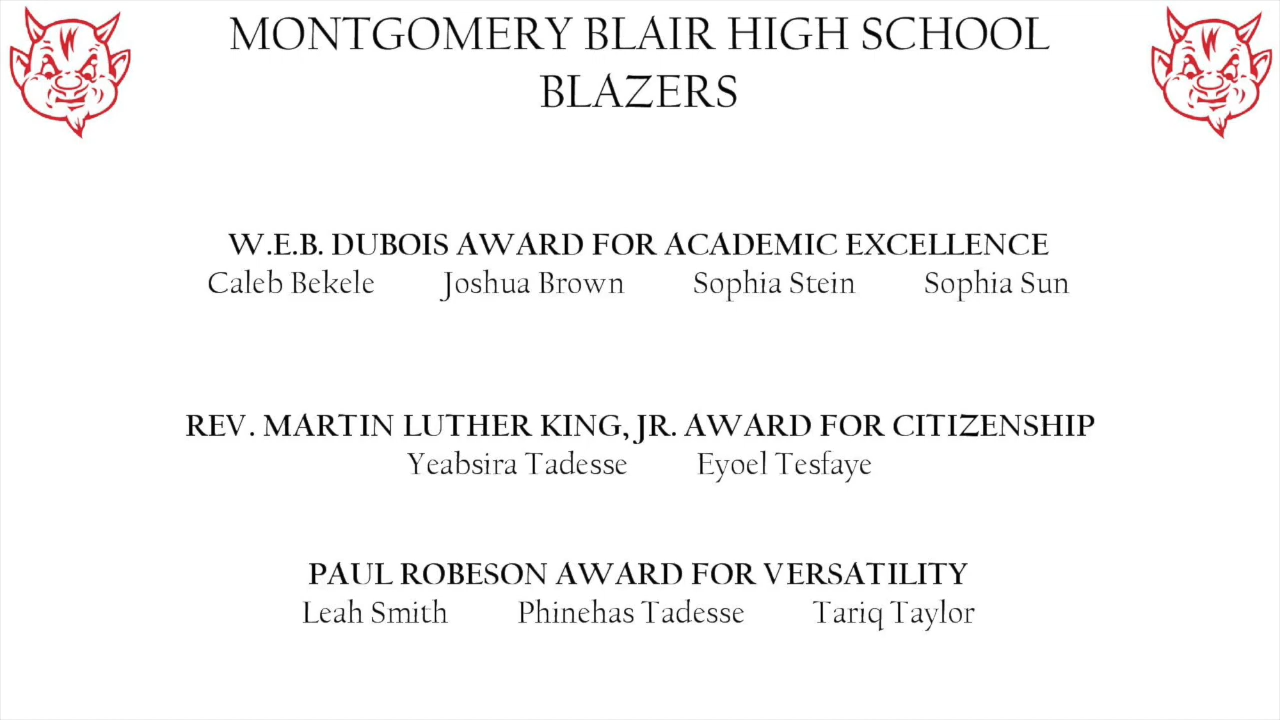 MONTGOMERY BLAIR HIGH SCHOOL
BLAZERS
W.E.B. DUBOIS AWARD FOR ACADEMIC EXCELLENCE
Caleb Bekele Joshua Brown Sophia Stein Sophia Sun
REV. MARTIN LUTHER KING, JR. AWARD FOR CITIZENSHIP
Yeabsira Tadesse Eyoel Tesfaye
PAUL ROBESON AWARD FOR VERSATILITY
Leah Smith Phinehas Tadesse Tariq Taylor